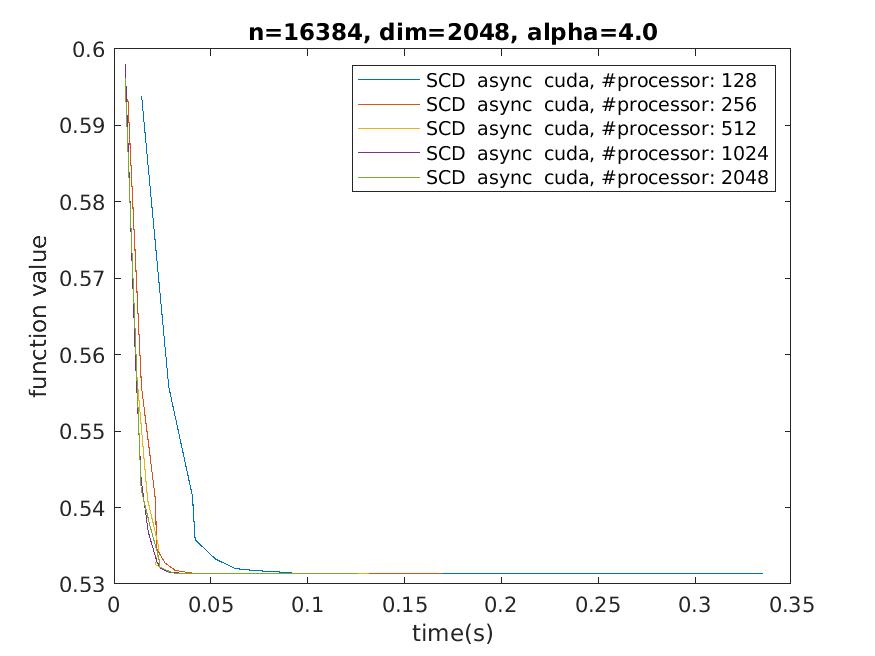 n=16384, dim=2048, alpha=4.0
0.6
0.59
0.58
0.57
0.56
0.55
0.54
0.53
function value
SCD async cuda, #processor: 128
SCD async cuda, #processor: 256
SCD async cuda, #processor: 512
SCD async cuda, #processor: 1024
SCD async cuda, #processor: 2048
0 0.05 0.1 0.15 0.2 0.25 0.3 0.35
time(s)